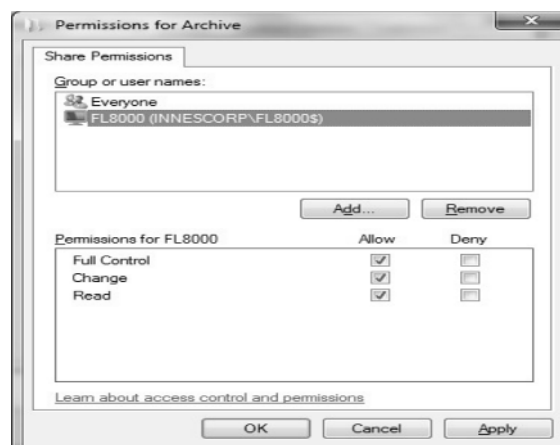 Permissions for Archive
Share Permissions
Group or user names:
Everyone
FL8000 (INNESCORP\FL8000$)
Add... Remove
Permissions for FL8000 Allow Deny
Full Control
Change
Read
Learn about access control and permissions
OK Cancel Apply